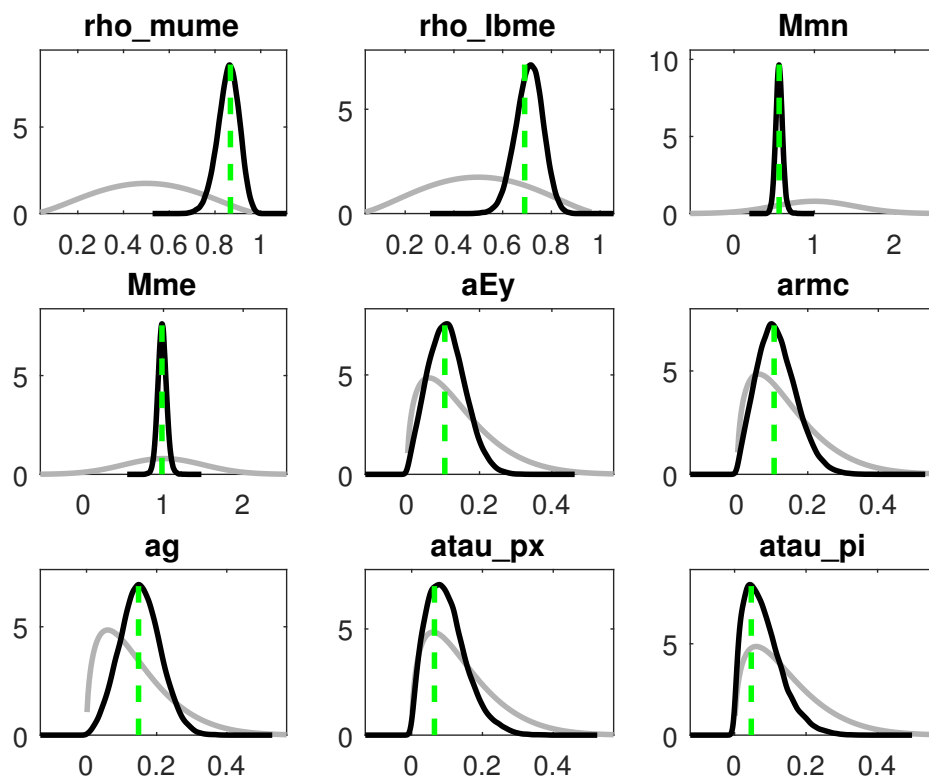 rho_mume rho_lbme Mmn
5 5 10
0 0 5
0
0.2 0.4 0.6 0.8 1 0.2 0.4 0.6 0.8 1 0 1 2
Mme aEy armc
5 5 5
0 0 0
0 1 2 0 0.2 0.4 0 0.2 0.4
ag atau_px atau_pi
5 5 5
0 0 0
0 0.2 0.4 0 0.2 0.4 0 0.2 0.4